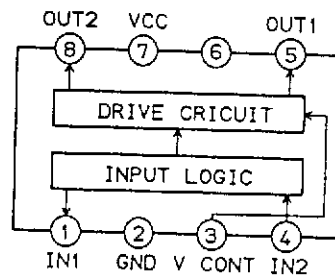 OUT2 VCC OUT1
8 7 6 5
DRIVE CRICUIT
INPUT LOGIC
1 2 3 4
IN1 GND V CONT IN2